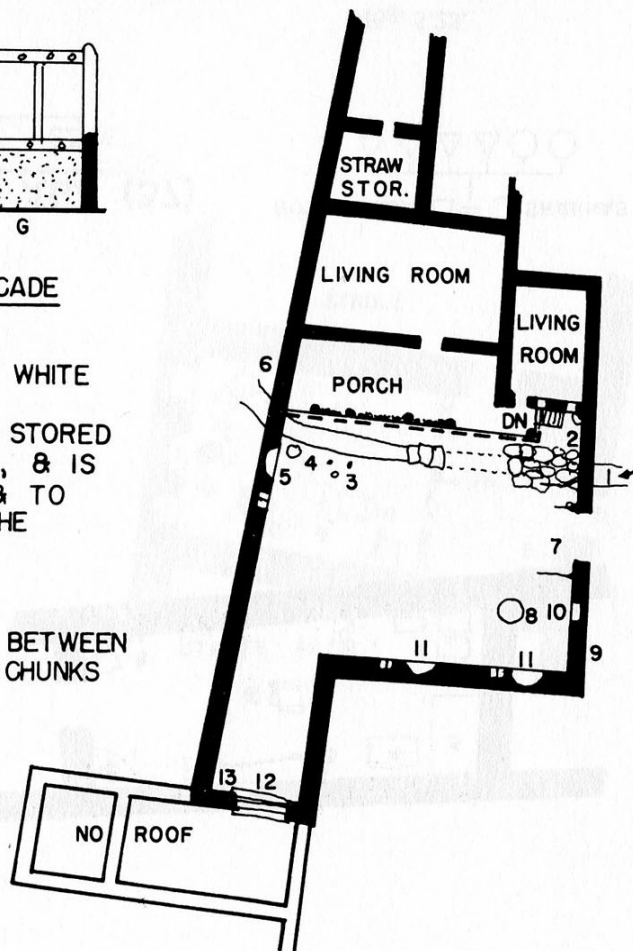 G
CADE
WHITE
STORED
, & IS
& TO
HE
BETWEEN
CHUNKS
STRAW
STOR.
LIVING ROOM
LIVING
ROOM
6
PORCH
DN
2
5
4
3
1
7
8
10
9
11
11
13
12
NO ROOF